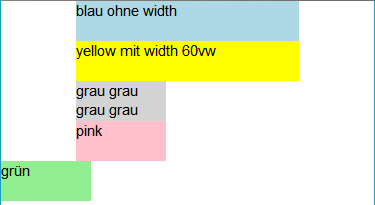 blau ohne width
yellow mit width 60vw
grau grau
grau grau
pink
grün